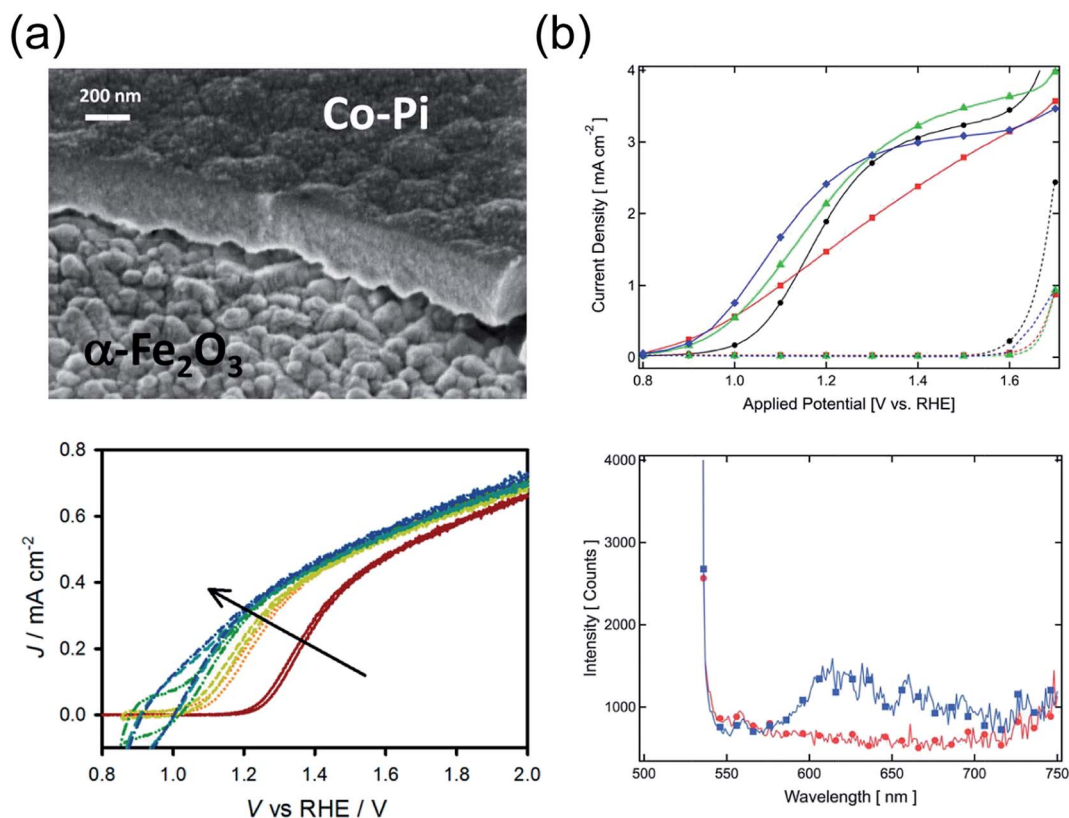 (a)
200 nm
Co-Pi
α-Fe₂O₃
0.8
0.6
0.4
0.2
0.0
J / mA cm⁻²
0.8 1.0 1.2 1.4 1.6 1.8 2.0
V vs RHE / V
(b)
4
3
2
1
0
Current Density [ mA cm⁻²]
0.8 1.0 1.2 1.4 1.6
Applied Potential [V vs. RHE]
4000
3000
2000
1000
Intensity [ Counts ]
500 550 600 650 700 750
Wavelength [ nm ]